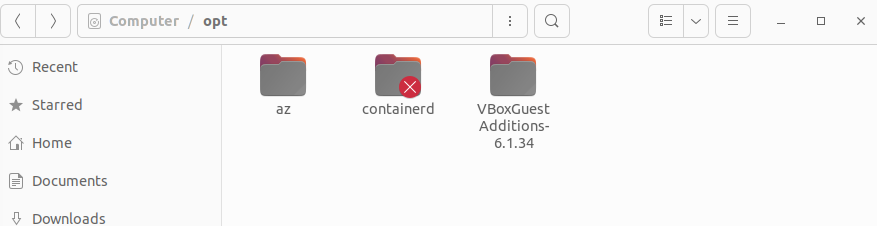 Computer / opt
Recent
Starred
Home
Documents
Downloads
az
containerd
VBoxGuest
Additions-
6.1.34